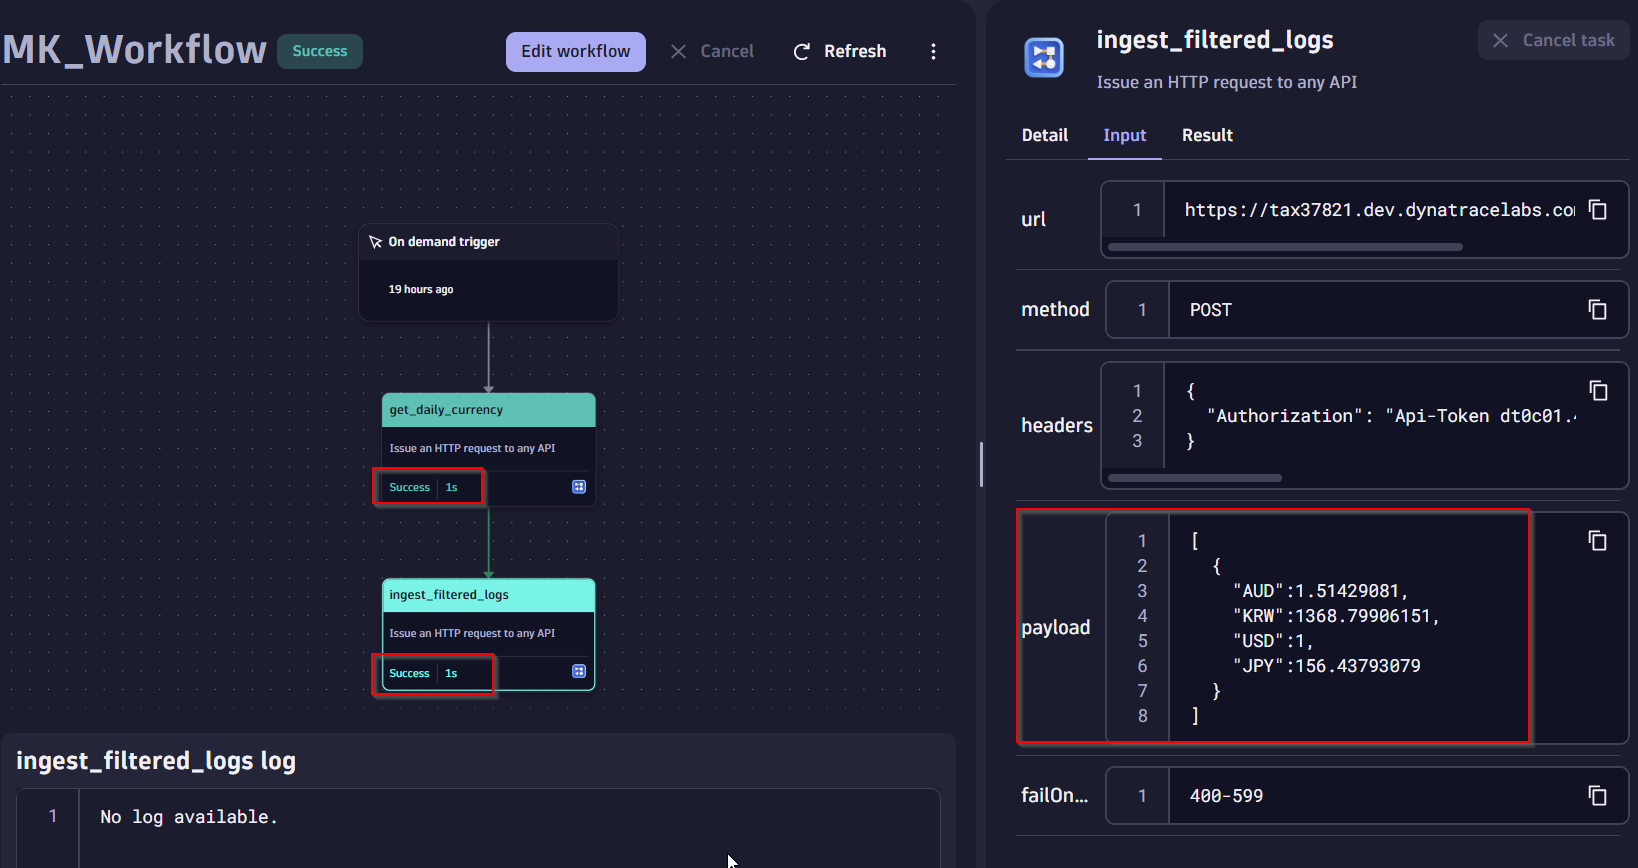 MK_Workflow
Success
Edit workflow
Cancel
Refresh
On demand trigger
19 hours ago
get_daily_currency
Issue an HTTP request to any API
Success 1s
ingest_filtered_logs
Issue an HTTP request to any API
Success 1s
ingest_filtered_logs log
1 No log available.
ingest_filtered_logs
Cancel task
Issue an HTTP request to any API
Detail Input Result
url
1 https://tax37821.dev.dynatracelabs.co
method
1 POST
headers
1 {
2 "Authorization": "Api-Token dt0c01.
3 }
payload
1 [
2 {
3 "AUD":1.51429081,
4 "KRW":1368.79906151,
5 "USD":1,
6 "JPY":156.43793079
7 }
8 ]
failOn...
1 400-599